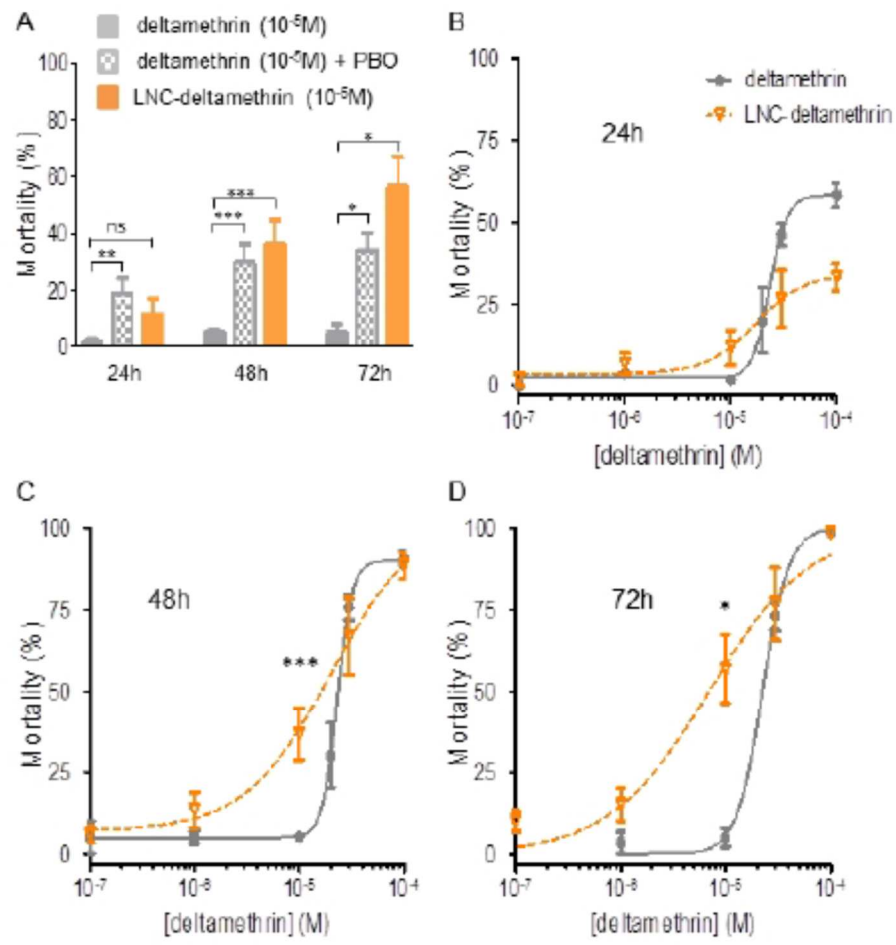 A
deltamethrin (10⁻⁵M)
deltamethrin (10⁻⁵M) + PBO
LNC-deltamethrin (10⁻⁵M)
Mortality (%)
100
80
60
40
20
0
ns
**
***
***
*
*
24h
48h
72h
B
deltamethrin
LNC-deltamethrin
24h
Mortality (%)
100
75
50
25
0
10⁻⁷
10⁻⁶
10⁻⁵
10⁻⁴
[deltamethrin] (M)
C
48h
***
Mortality (%)
100
75
50
25
0
10⁻⁷
10⁻⁶
10⁻⁵
10⁻⁴
[deltamethrin] (M)
D
72h
*
Mortality (%)
100
75
50
25
0
10⁻⁷
10⁻⁶
10⁻⁵
10⁻⁴
[deltamethrin] (M)